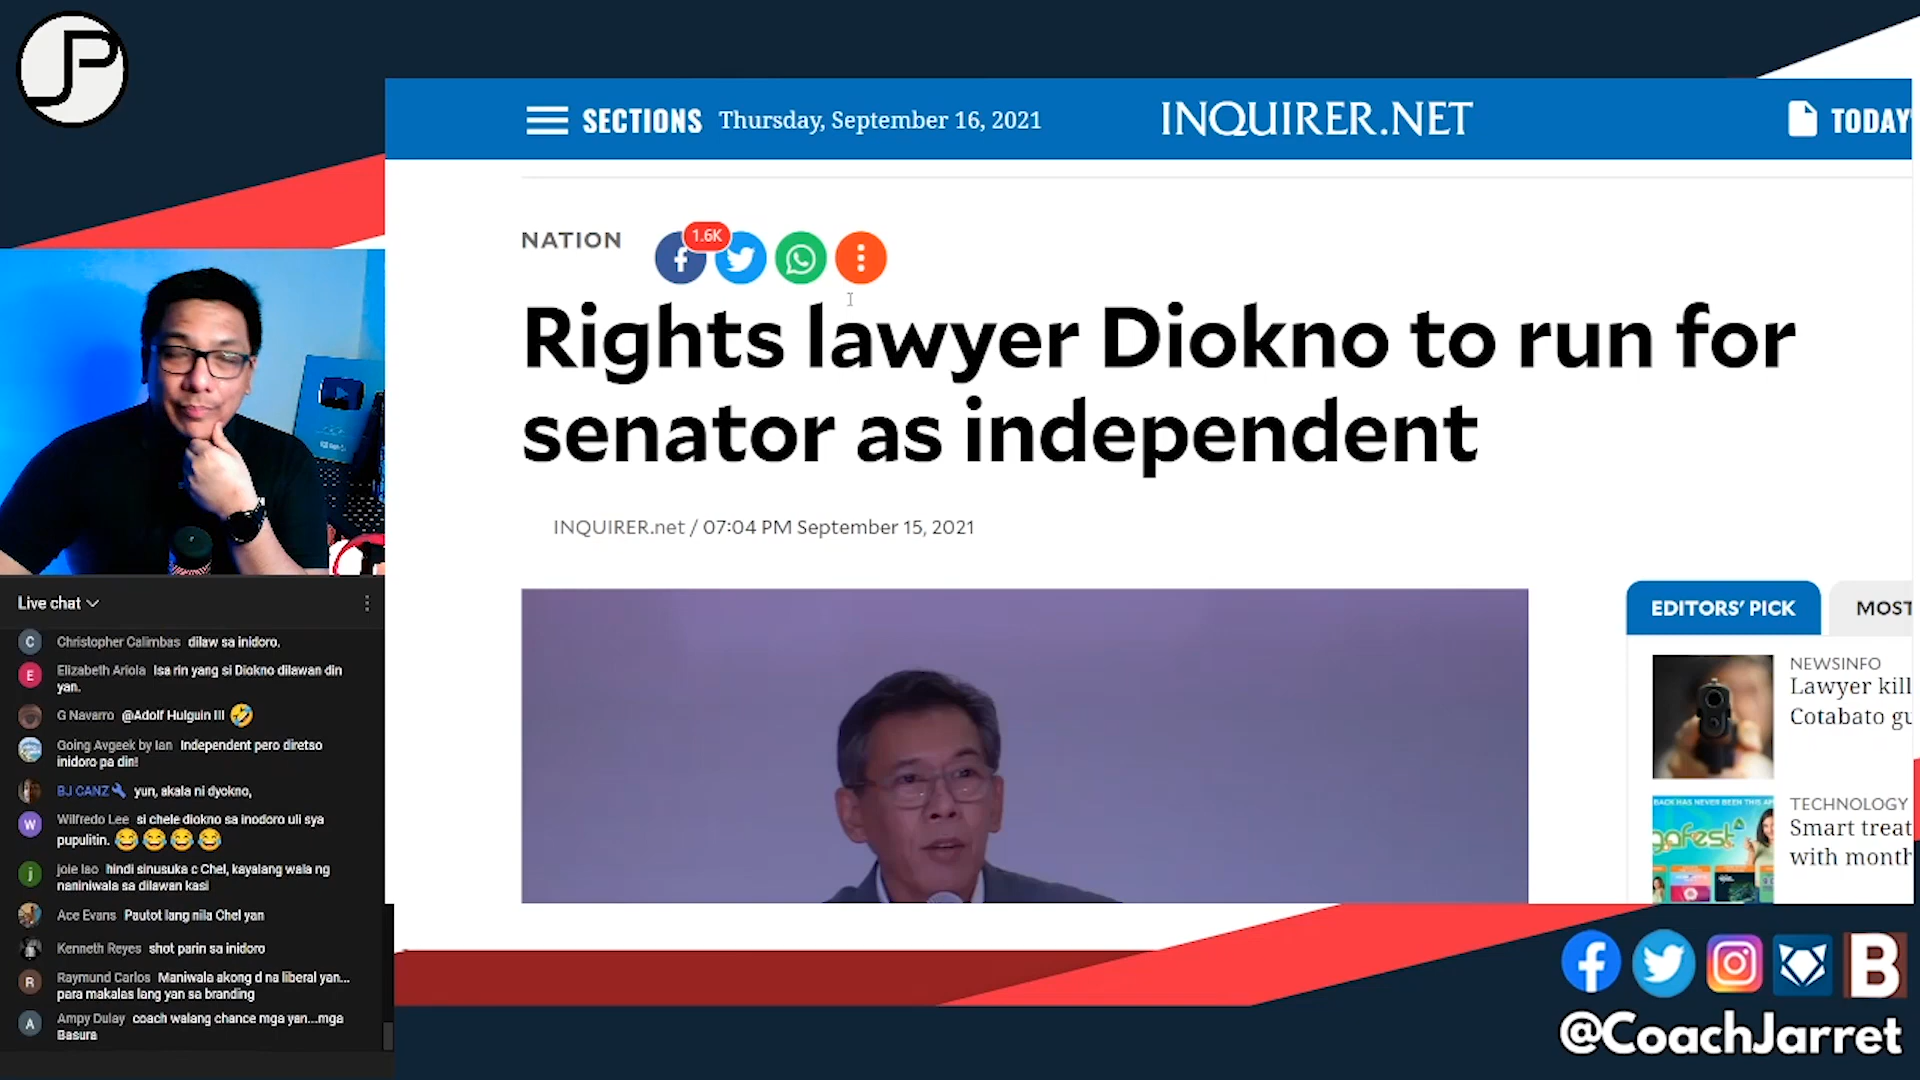 JP
SECTIONS Thursday, September 16, 2021 INQUIRER.NET TODAY'
NATION
1.6K
Rights lawyer Diokno to run for
senator as independent
INQUIRER.net / 07:04 PM September 15, 2021
EDITORS' PICK MOST
NEWSINFO
Lawyer kill
Cotabato gu
BACK HAS NEVER BEEN THIS
gafest
TECHNOLOGY
Smart treat
with month
Live chat
C Christopher Calimbas dilaw sa inidoro.
E Elizabeth Ariola Isa rin yang si Diokno dilawan din
yan.
G Navarro @Adolf Hulguin III 🤣
Going Avgeek by Ian Independent pero diretso
inidoro pa din!
BJ CANZ yun, akala ni dyokno,
W Wilfredo Lee si chele diokno sa inodoro uli sya
pupulitin. 😂😂😂😂
j joie lao hindi sinusuka c Chel, kayalang wala ng
naniniwala sa dilawan kasi
Ace Evans Pautot lang nila Chel yan
Kenneth Reyes shot parin sa inidoro
R Raymund Carlos Maniwala akong d na liberal yan...
para makalas lang yan sa branding
A Ampy Dulay coach walang chance mga yan...mga
Basura
B
@CoachJarret